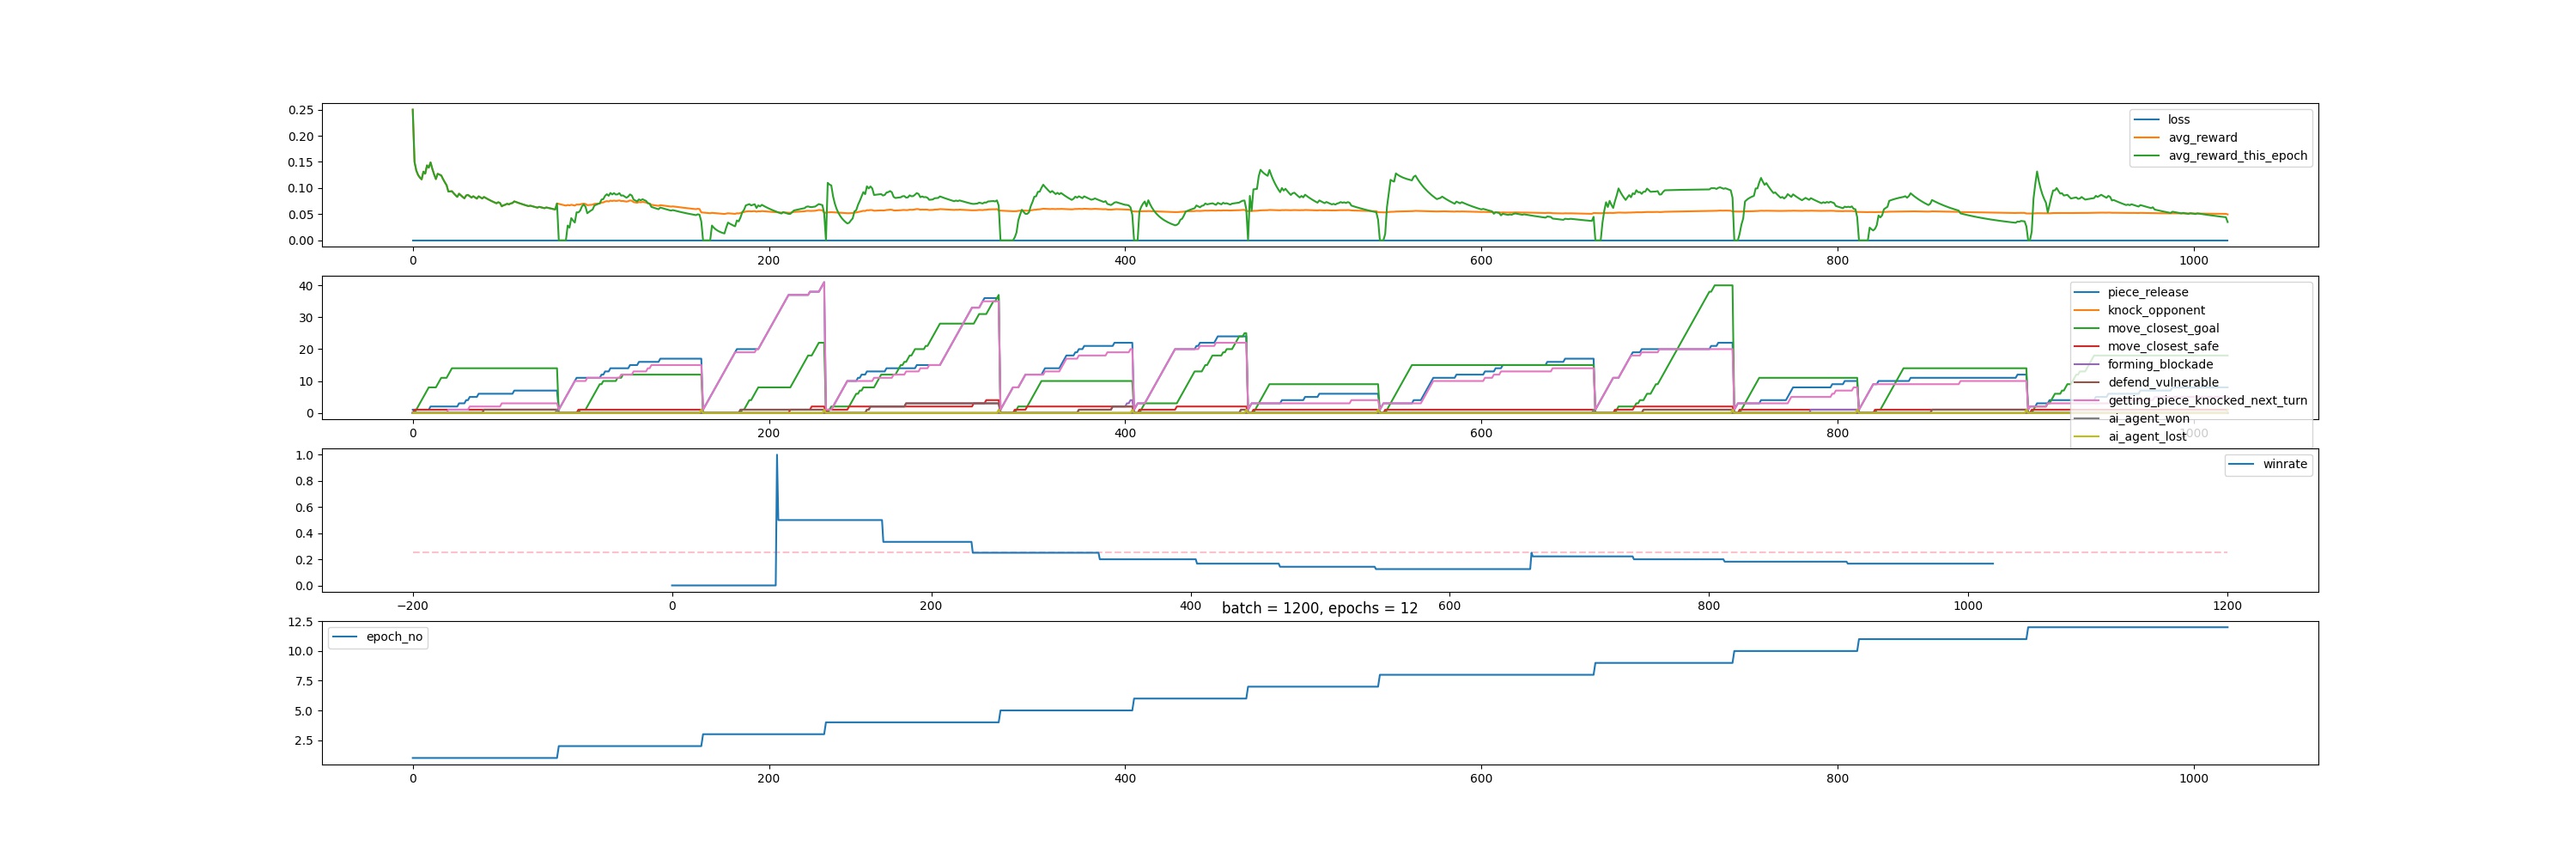 0.25
0.20
0.15
0.10
0.05
0.00
loss
avg_reward
avg_reward_this_epoch
0 200 400 600 800 1000
40
30
20
10
0
piece_release
knock_opponent
move_closest_goal
move_closest_safe
forming_blockade
defend_vulnerable
getting_piece_knocked_next_turn
ai_agent_won
ai_agent_lost
0 200 400 600 800 1000
1.0
0.8
0.6
0.4
0.2
0.0
winrate
−200 0 200 400 600 800 1000 1200
batch = 1200, epochs = 12
12.5
10.0
7.5
5.0
2.5
epoch_no
0 200 400 600 800 1000